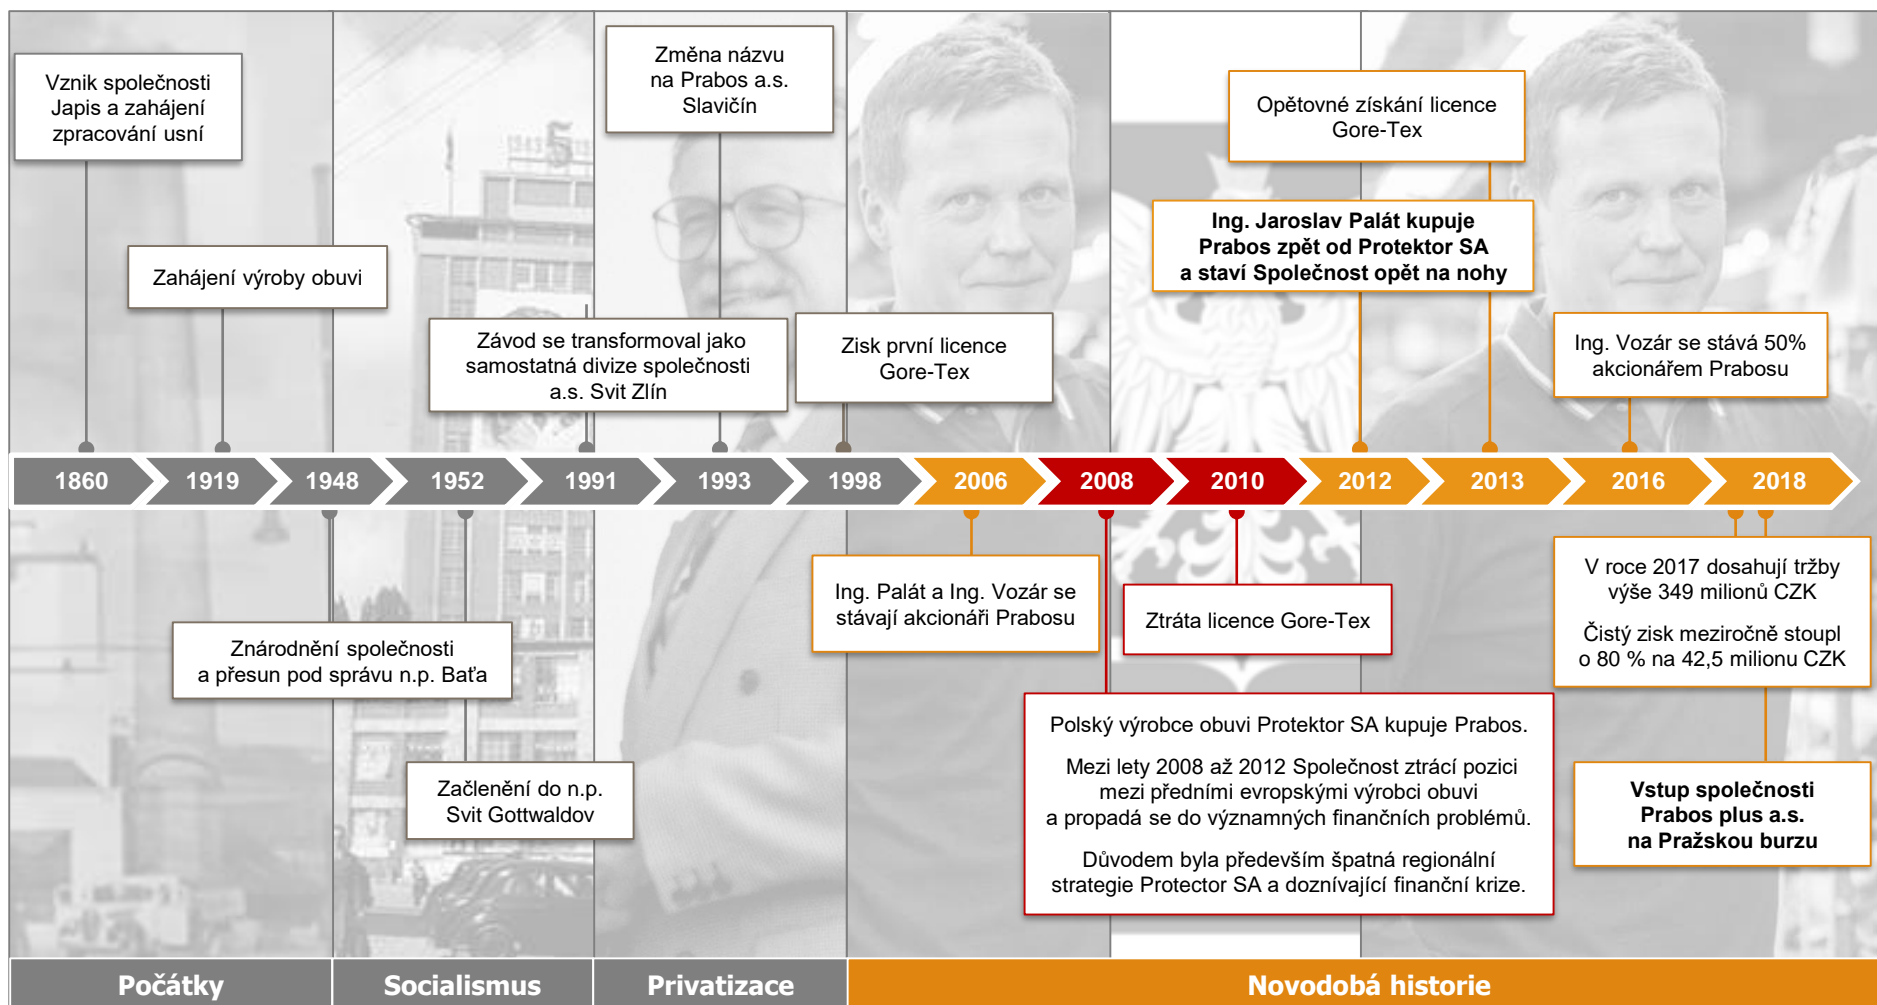 Vznik společnosti
Japis a zahájení
zpracování usní
Změna názvu
na Prabos a.s.
Slavičín
Opětovné získání licence
Gore-Tex
Ing. Jaroslav Palát kupuje
Prabos zpět od Protektor SA
a staví Společnost opět na nohy
Zahájení výroby obuvi
Závod se transformoval jako
samostatná divize společnosti
a.s. Svit Zlín
Zisk první licence
Gore-Tex
Ing. Vozár se stává 50%
akcionářem Prabosu
1860
1919
1948
1952
1991
1993
1998
2006
2008
2010
2012
2013
2016
2018
Znárodnění společnosti
a přesun pod správu n.p. Baťa
Začlenění do n.p.
Svit Gottwaldov
Ing. Palát a Ing. Vozár se
stávají akcionáři Prabosu
Ztráta licence Gore-Tex
Polský výrobce obuvi Protektor SA kupuje Prabos.
Mezi lety 2008 až 2012 Společnost ztrácí pozici
mezi předními evropskými výrobci obuvi
a propadá se do významných finančních problémů.
Důvodem byla především špatná regionální
strategie Protector SA a doznívající finanční krize.
V roce 2017 dosahují tržby
výše 349 milionů CZK
Čistý zisk meziročně stoupl
o 80 % na 42,5 milionu CZK
Vstup společnosti
Prabos plus a.s.
na Pražskou burzu
Počátky
Socialismus
Privatizace
Novodobá historie